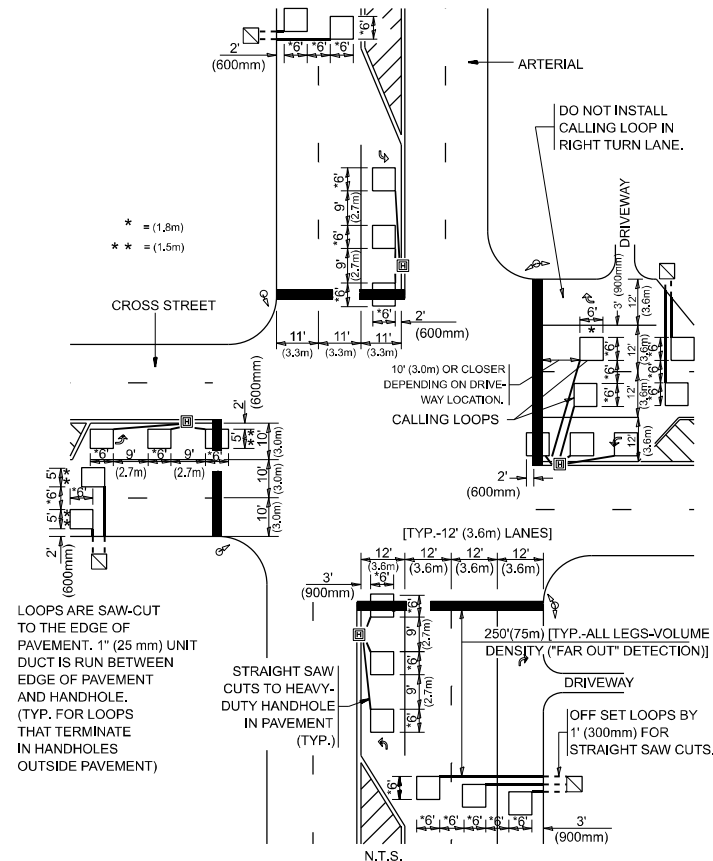 *6'
*6' *6' *6'
2'
(600mm)
ARTERIAL
DO NOT INSTALL
CALLING LOOP IN
RIGHT TURN LANE.
* = (1.8m)
* * = (1.5m)
*6'
9'
(2.7m)
*6'
9'
(2.7m)
*6'
*6'
2'
(600mm)
11' 11' 11'
(3.3m) (3.3m) (3.3m)
H
CROSS STREET
DRIVEWAY
3' (900mm)
12'
(3.6m)
6'
*
*6' 12' *6'
*6' (3.6m) *6'
*6' 12' *6'
(3.6m)
12'
(3.6m)
10' (3.0m) OR CLOSER
DEPENDING ON DRIVE-
WAY LOCATION.
CALLING LOOPS
H
2'
(600mm)
2'
(600mm)
H
5' **
10'
(3.0m)
10'
(3.0m)
10'
(3.0m)
*6' 9' *6' 9' *6'
(2.7m) (2.7m)
5' **
*6'
*6'
5' **
2'
(600mm)
[TYP.-12' (3.6m) LANES]
12' 12' 12' 12'
(3.6m) (3.6m) (3.6m) (3.6m)
3'
(900mm)
*6'
*6'
9'
(2.7m)
*6'
9'
(2.7m)
*6'
H
250'(75m) [TYP.-ALL LEGS-VOLUME
DENSITY ("FAR OUT" DETECTION)]
LOOPS ARE SAW-CUT
TO THE EDGE OF
PAVEMENT. 1" (25 mm) UNIT
DUCT IS RUN BETWEEN
EDGE OF PAVEMENT
AND HANDHOLE.
(TYP. FOR LOOPS
THAT TERMINATE
IN HANDHOLES
OUTSIDE PAVEMENT)
STRAIGHT SAW
CUTS TO HEAVY-
DUTY HANDHOLE
IN PAVEMENT
(TYP.)
DRIVEWAY
OFF SET LOOPS BY
1' (300mm) FOR
STRAIGHT SAW CUTS.
*6'
*6' *6' *6' *6' *6'
3'
(900mm)
N.T.S.